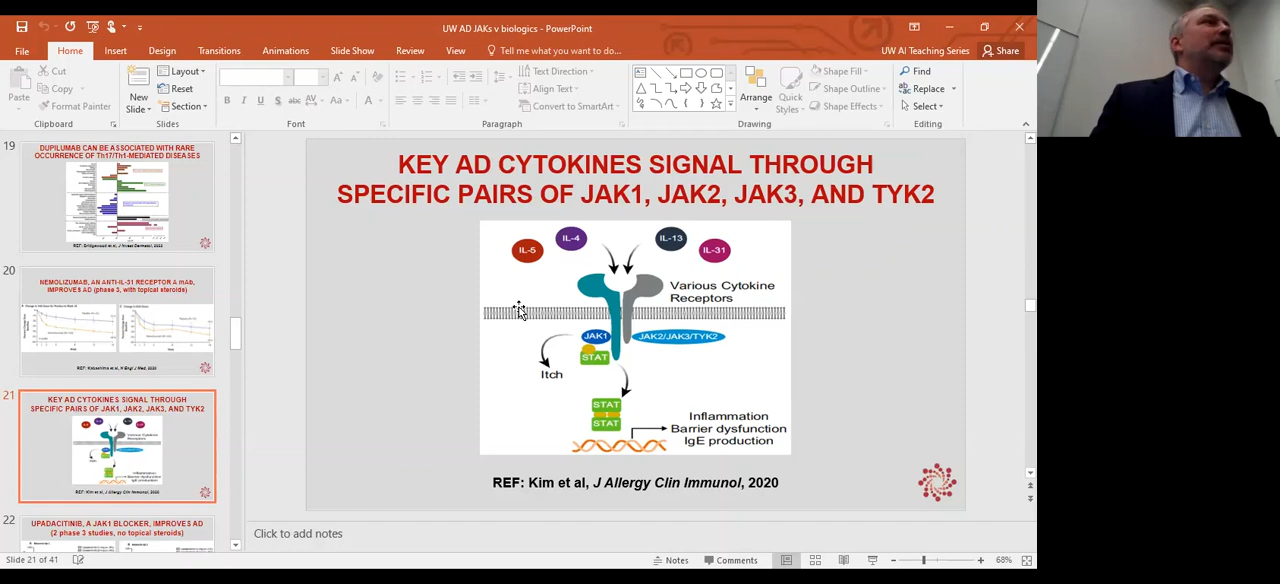 UW AD JAKs v biologics - PowerPoint
File
Home
Insert
Design
Transitions
Animations
Slide Show
Review
View
Tell me what you want to do...
UW AI Teaching Series
Share
Paste
Cut
Copy
Format Painter
Clipboard
New
Slide
Layout
Reset
Section
Slides
B I U S abc AV Aa A
Font
Text Direction
Align Text
Convert to SmartArt
Paragraph
Arrange
Quick
Styles
Shape Fill
Shape Outline
Shape Effects
Drawing
Find
Replace
Select
Editing
19
DUPILUMAB CAN BE ASSOCIATED WITH RARE
OCCURRENCE OF Th17/Th1-MEDIATED DISEASES
20
NEMOLIZUMAB, AN ANTI-IL-31 RECEPTOR A mAb,
IMPROVES AD (phase 3, with topical steroids)
21
KEY AD CYTOKINES SIGNAL THROUGH
SPECIFIC PAIRS OF JAK1, JAK2, JAK3, AND TYK2
REF: Kim et al, J Allergy Clin Immunol, 2020
22
UPADACITINIB, A JAK1 BLOCKER, IMPROVES AD
(2 phase 3 studies, no topical steroids)
KEY AD CYTOKINES SIGNAL THROUGH
SPECIFIC PAIRS OF JAK1, JAK2, JAK3, AND TYK2
IL-5
IL-4
IL-13
IL-31
Various Cytokine
Receptors
JAK1
JAK2/JAK3/TYK2
STAT
Itch
STAT
STAT
Inflammation
Barrier dysfunction
IgE production
REF: Kim et al, J Allergy Clin Immunol, 2020
Click to add notes
Slide 21 of 41
Notes
Comments
68%